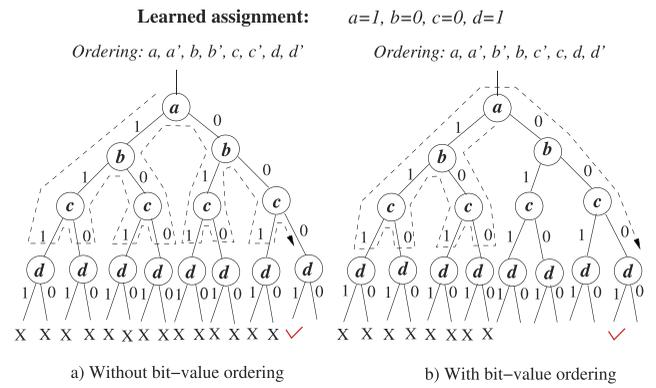 Learned assignment: a=1, b=0, c=0, d=1
Ordering: a, a’, b, b’, c, c’, d, d’ Ordering: a, a’, b’, b, c’, c, d, d’
a a
1 0 1 0
b b b b
1 0 1 0 1 0 1 0
c c c c c c c c
1 0 1 0 1 0 1 0 1 0 1 0 1 0 1 0
d d d d d d d d d d d d d d d d
1 0 1 0 1 0 1 0 1 0 1 0 1 0 1 0 1 0 1 0 1 0 1 0 1 0 1 0 1 0 1 0
X X X X X X X X X X X X X X X X X X X X X X
a) Without bit−value ordering b) With bit−value ordering